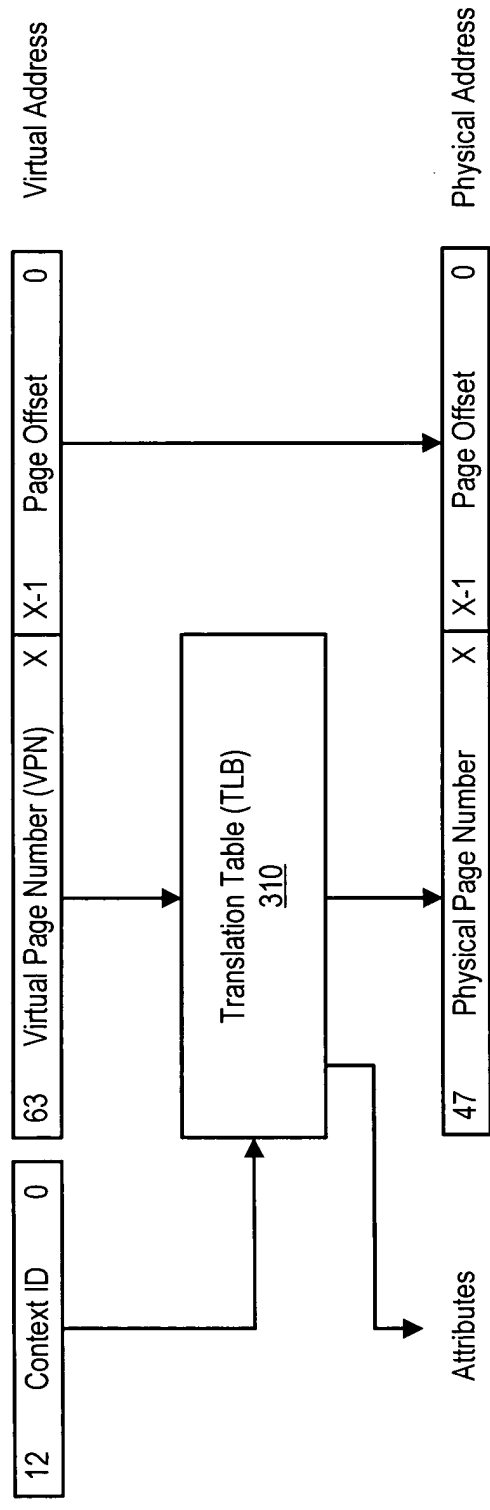 12 Context ID 0
63 Virtual Page Number (VPN) X
X-1 Page Offset 0
Virtual Address
Translation Table (TLB)
310
Attributes
47 Physical Page Number X
X-1 Page Offset 0
Physical Address